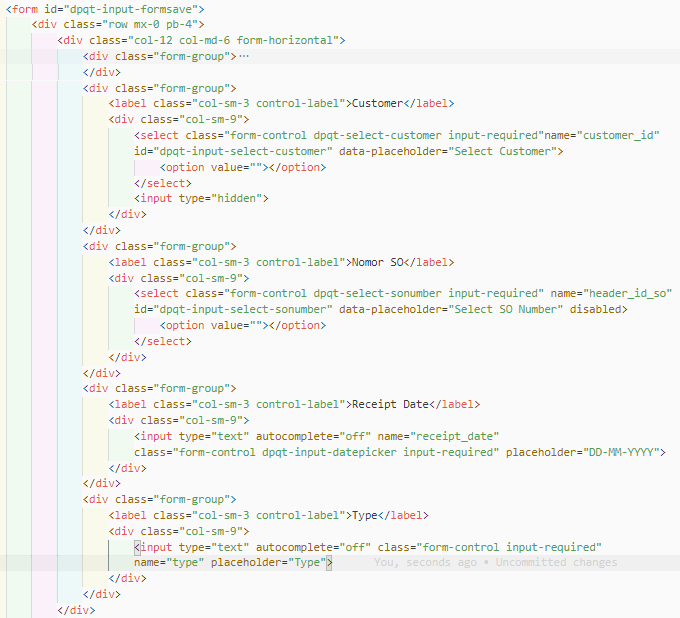 <form id="dpqt-input-formsave">
<div class="row mx-0 pb-4">
<div class="col-12 col-md-6 form-horizontal">
<div class="form-group">···
</div>
<div class="form-group">
<label class="col-sm-3 control-label">Customer</label>
<div class="col-sm-9">
<select class="form-control dpqt-select-customer input-required"name="customer_id"
id="dpqt-input-select-customer" data-placeholder="Select Customer">
<option value=""></option>
</select>
<input type="hidden">
</div>
</div>
<div class="form-group">
<label class="col-sm-3 control-label">Nomor SO</label>
<div class="col-sm-9">
<select class="form-control dpqt-select-sonumber input-required" name="header_id_so"
id="dpqt-input-select-sonumber" data-placeholder="Select SO Number" disabled>
<option value=""></option>
</select>
</div>
</div>
<div class="form-group">
<label class="col-sm-3 control-label">Receipt Date</label>
<div class="col-sm-9">
<input type="text" autocomplete="off" name="receipt_date"
class="form-control dpqt-input-datepicker input-required" placeholder="DD-MM-YYYY">
</div>
</div>
<div class="form-group">
<label class="col-sm-3 control-label">Type</label>
<div class="col-sm-9">
<input type="text" autocomplete="off" class="form-control input-required"
name="type" placeholder="Type"> You, seconds ago • Uncommitted changes
</div>
</div>
</div>